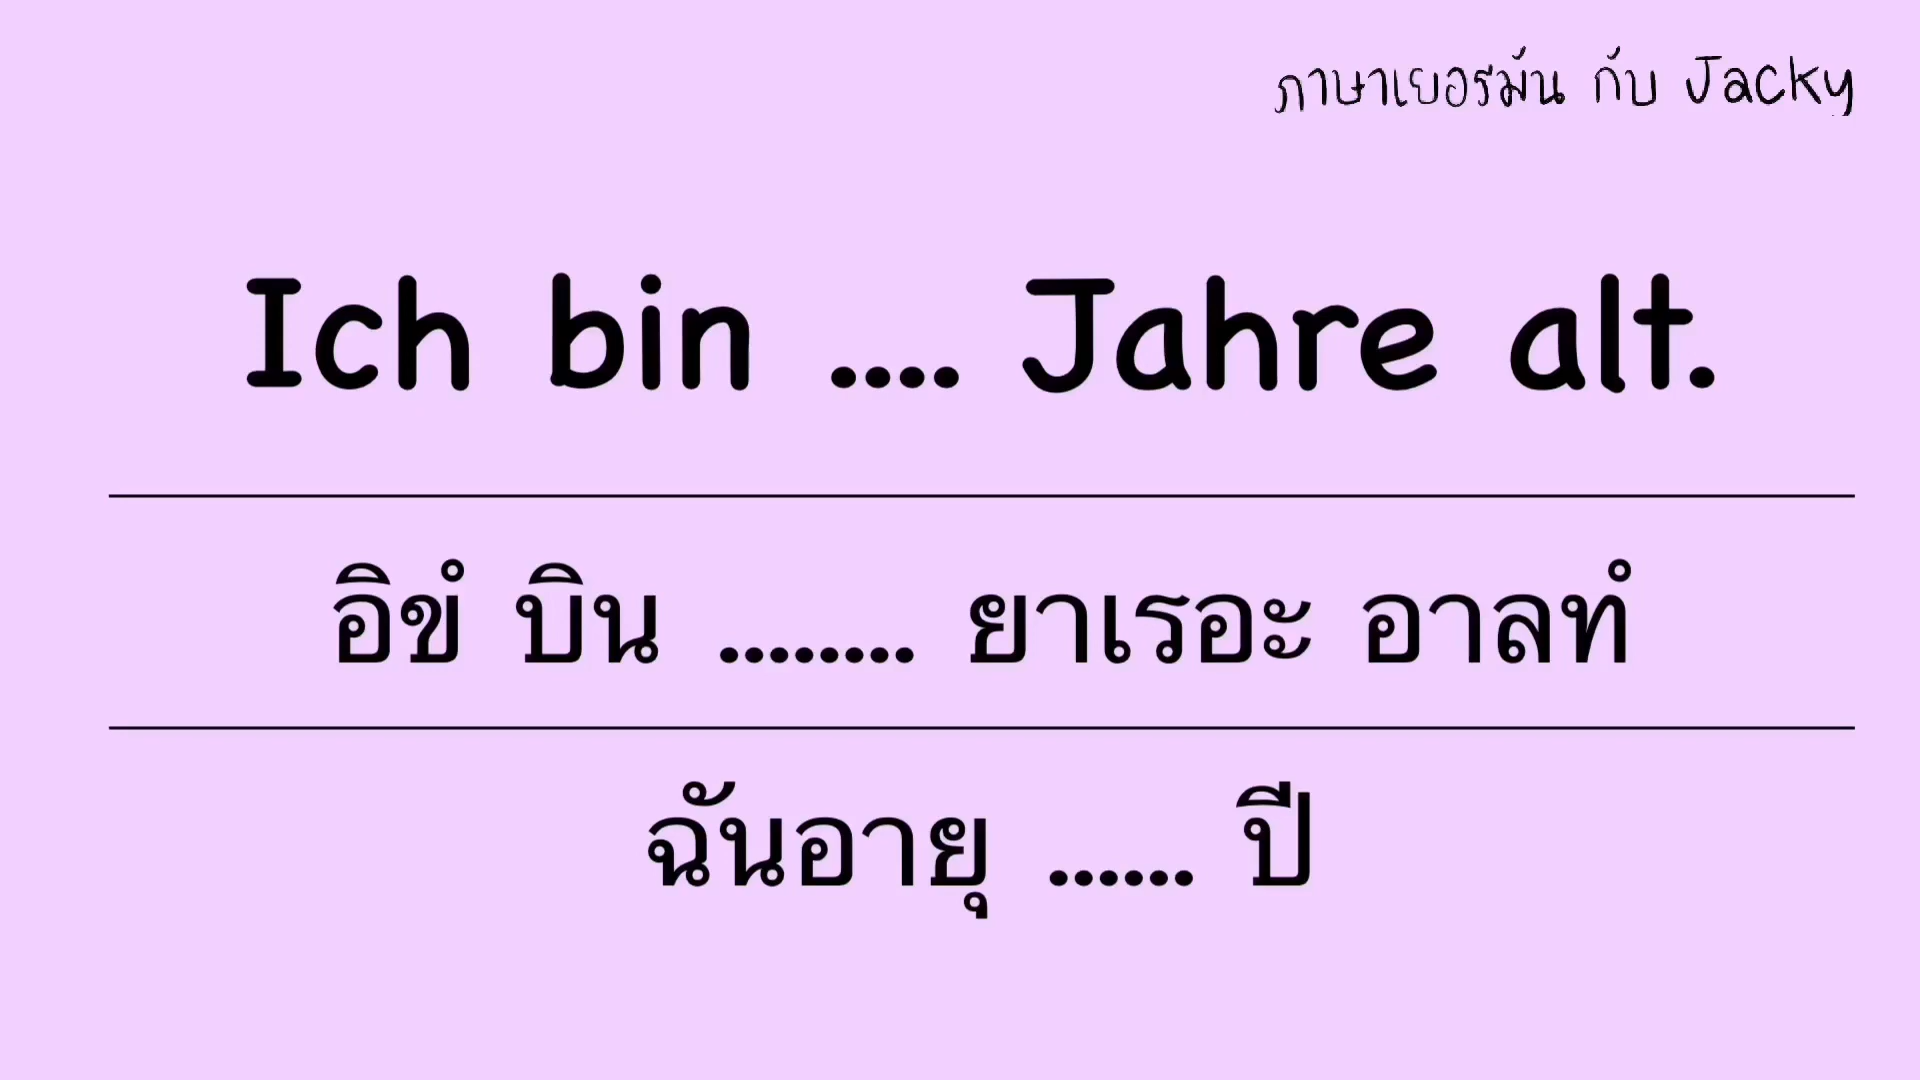 ภาษาเยอรมัน กับ Jacky
Ich bin .... Jahre alt.
อิขํ บิน ........ ยาเรอะ อาลทํ
ฉันอายุ ...... ปี